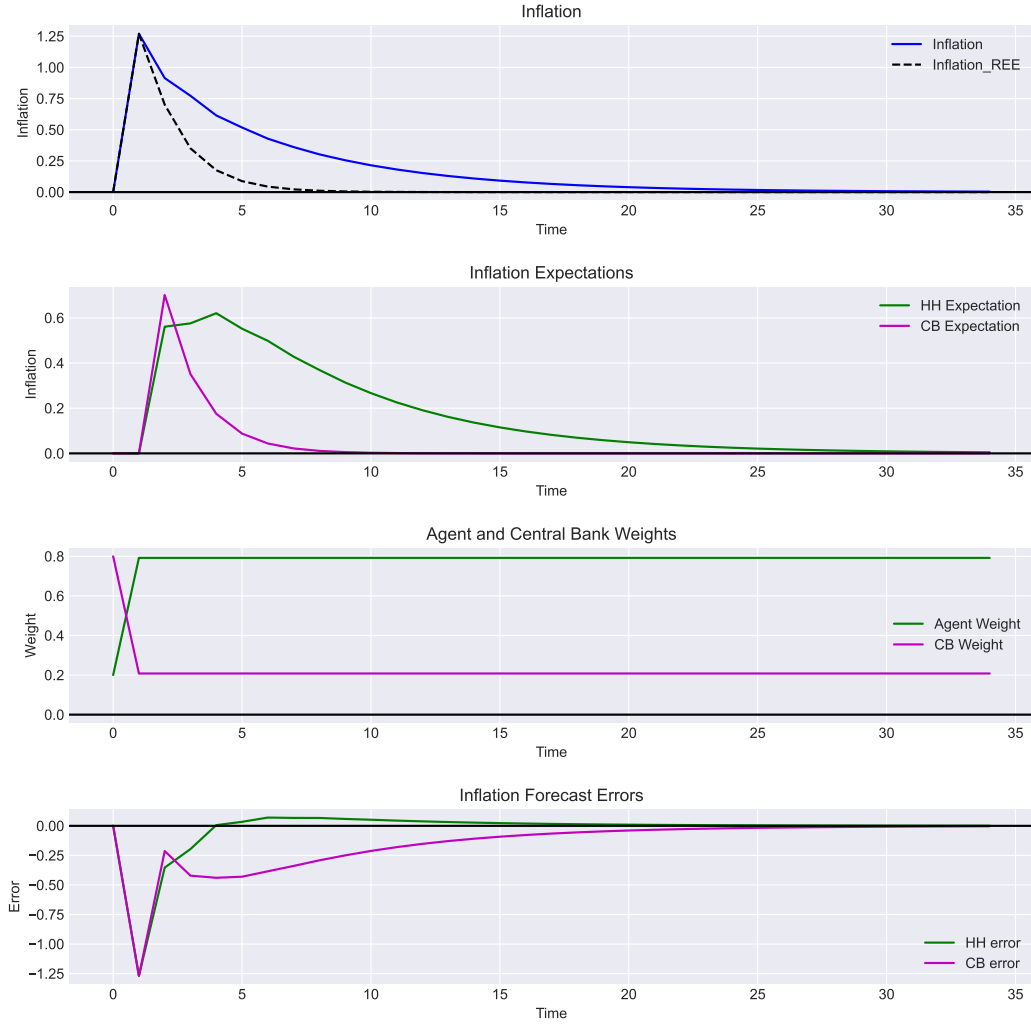 Inflation
1.25
1.00
0.75
0.50
0.25
0.00
Inflation
Inflation
Inflation_REE
0 5 10 15 20 25 30 35
Time
Inflation Expectations
0.6
0.4
0.2
0.0
Inflation
HH Expectation
CB Expectation
0 5 10 15 20 25 30 35
Time
Agent and Central Bank Weights
0.8
0.6
0.4
0.2
0.0
Weight
Agent Weight
CB Weight
0 5 10 15 20 25 30 35
Time
Inflation Forecast Errors
0.00
−0.25
−0.50
−0.75
−1.00
−1.25
Error
HH error
CB error
0 5 10 15 20 25 30 35
Time